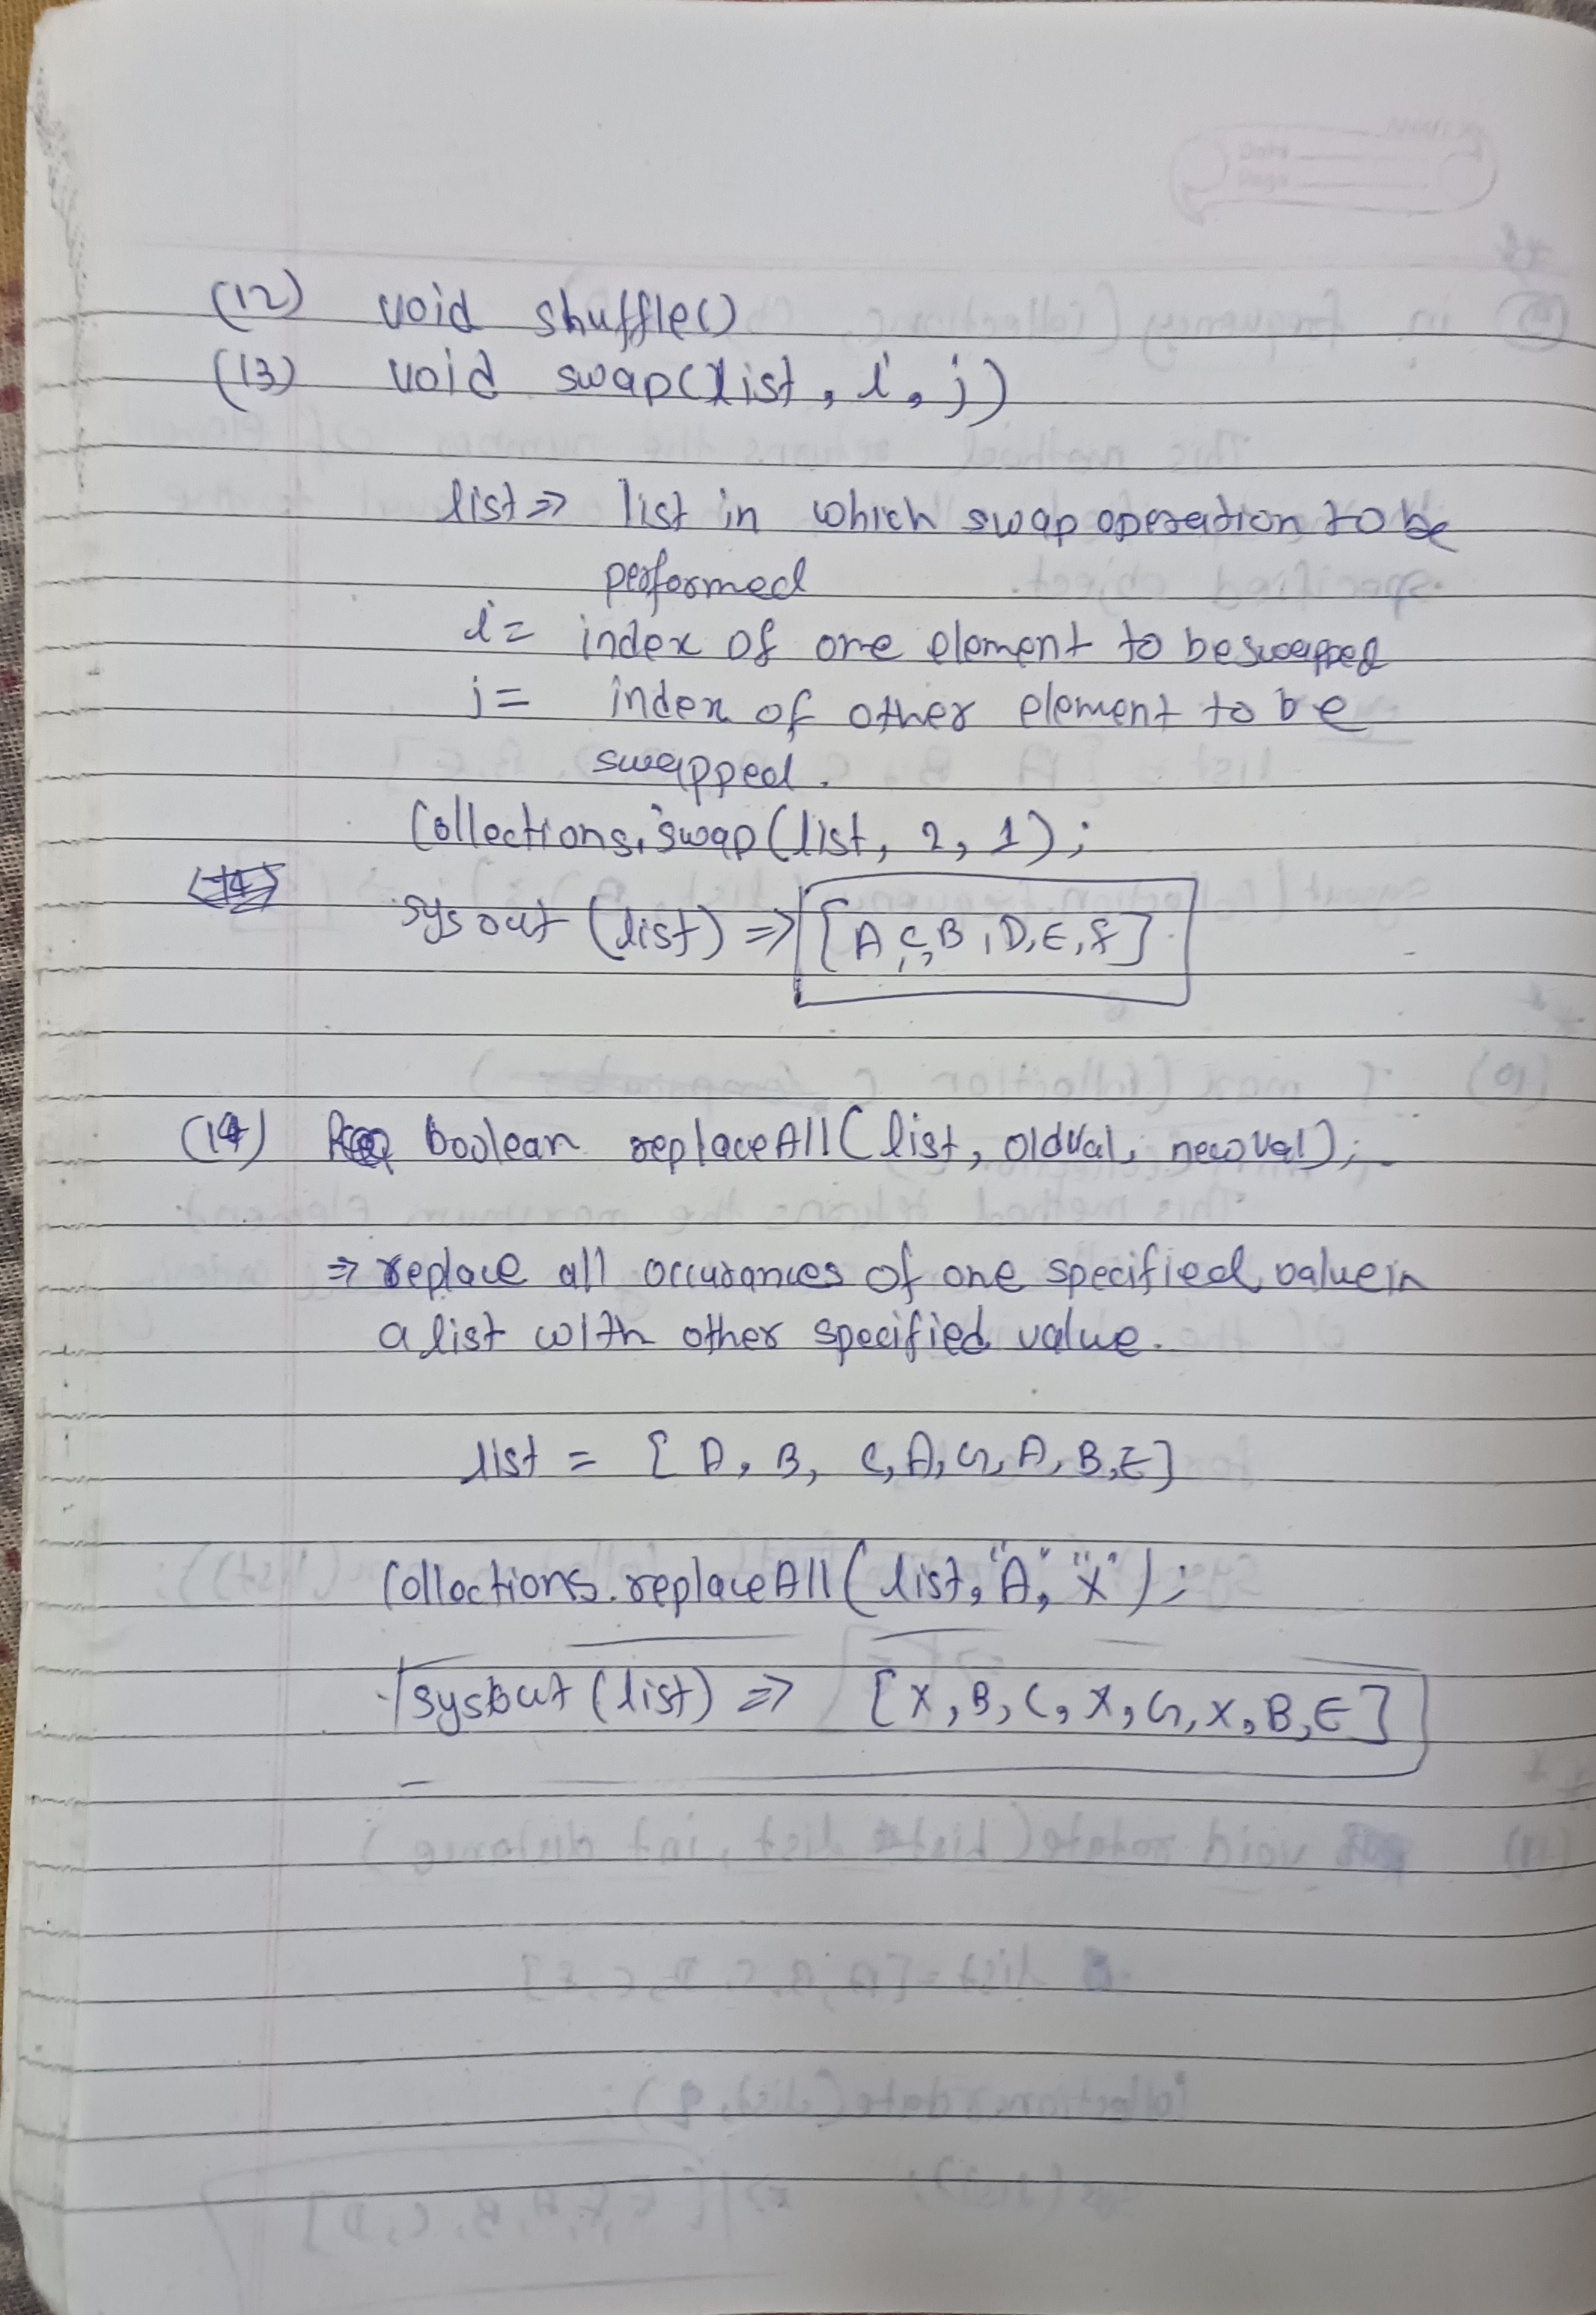 (12) void shuffle()
(13) void swap(list, i, j)
list => list in which swap operation to be
performed
i = index of one element to be swapped
j = index of other element to be
swapped.
Collections.swap(list, 2, 1);
sysout (list) => [A, C, B, D, E, f]
(14) boolean replaceAll(list, oldval, newval);
=> replace all occurances of one specified value in
a list with other specified value.
list = [A, B, C, A, G, A, B, E]
Collections.replaceAll(list, "A", "X");
sysout (list) => [X, B, C, X, G, X, B, E]